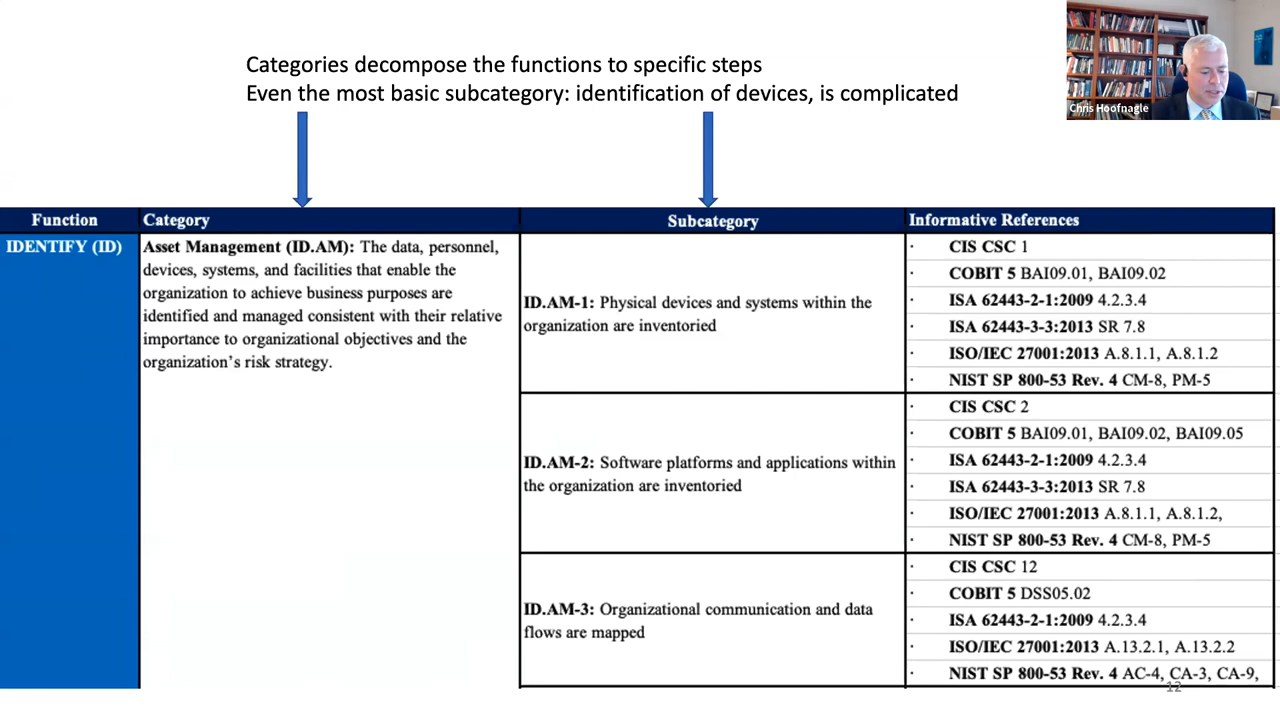 Categories decompose the functions to specific steps
Even the most basic subcategory: identification of devices, is complicated
Chris Hoofnagle
Function
Category
Subcategory
Informative References
IDENTIFY (ID)
Asset Management (ID.AM): The data, personnel,
devices, systems, and facilities that enable the
organization to achieve business purposes are
identified and managed consistent with their relative
importance to organizational objectives and the
organization's risk strategy.
ID.AM-1: Physical devices and systems within the
organization are inventoried
· CIS CSC 1
· COBIT 5 BAI09.01, BAI09.02
· ISA 62443-2-1:2009 4.2.3.4
· ISA 62443-3-3:2013 SR 7.8
· ISO/IEC 27001:2013 A.8.1.1, A.8.1.2
· NIST SP 800-53 Rev. 4 CM-8, PM-5
ID.AM-2: Software platforms and applications within
the organization are inventoried
· CIS CSC 2
· COBIT 5 BAI09.01, BAI09.02, BAI09.05
· ISA 62443-2-1:2009 4.2.3.4
· ISA 62443-3-3:2013 SR 7.8
· ISO/IEC 27001:2013 A.8.1.1, A.8.1.2,
· NIST SP 800-53 Rev. 4 CM-8, PM-5
ID.AM-3: Organizational communication and data
flows are mapped
· CIS CSC 12
· COBIT 5 DSS05.02
· ISA 62443-2-1:2009 4.2.3.4
· ISO/IEC 27001:2013 A.13.2.1, A.13.2.2
· NIST SP 800-53 Rev. 4 AC-4, CA-3, CA-9,
12